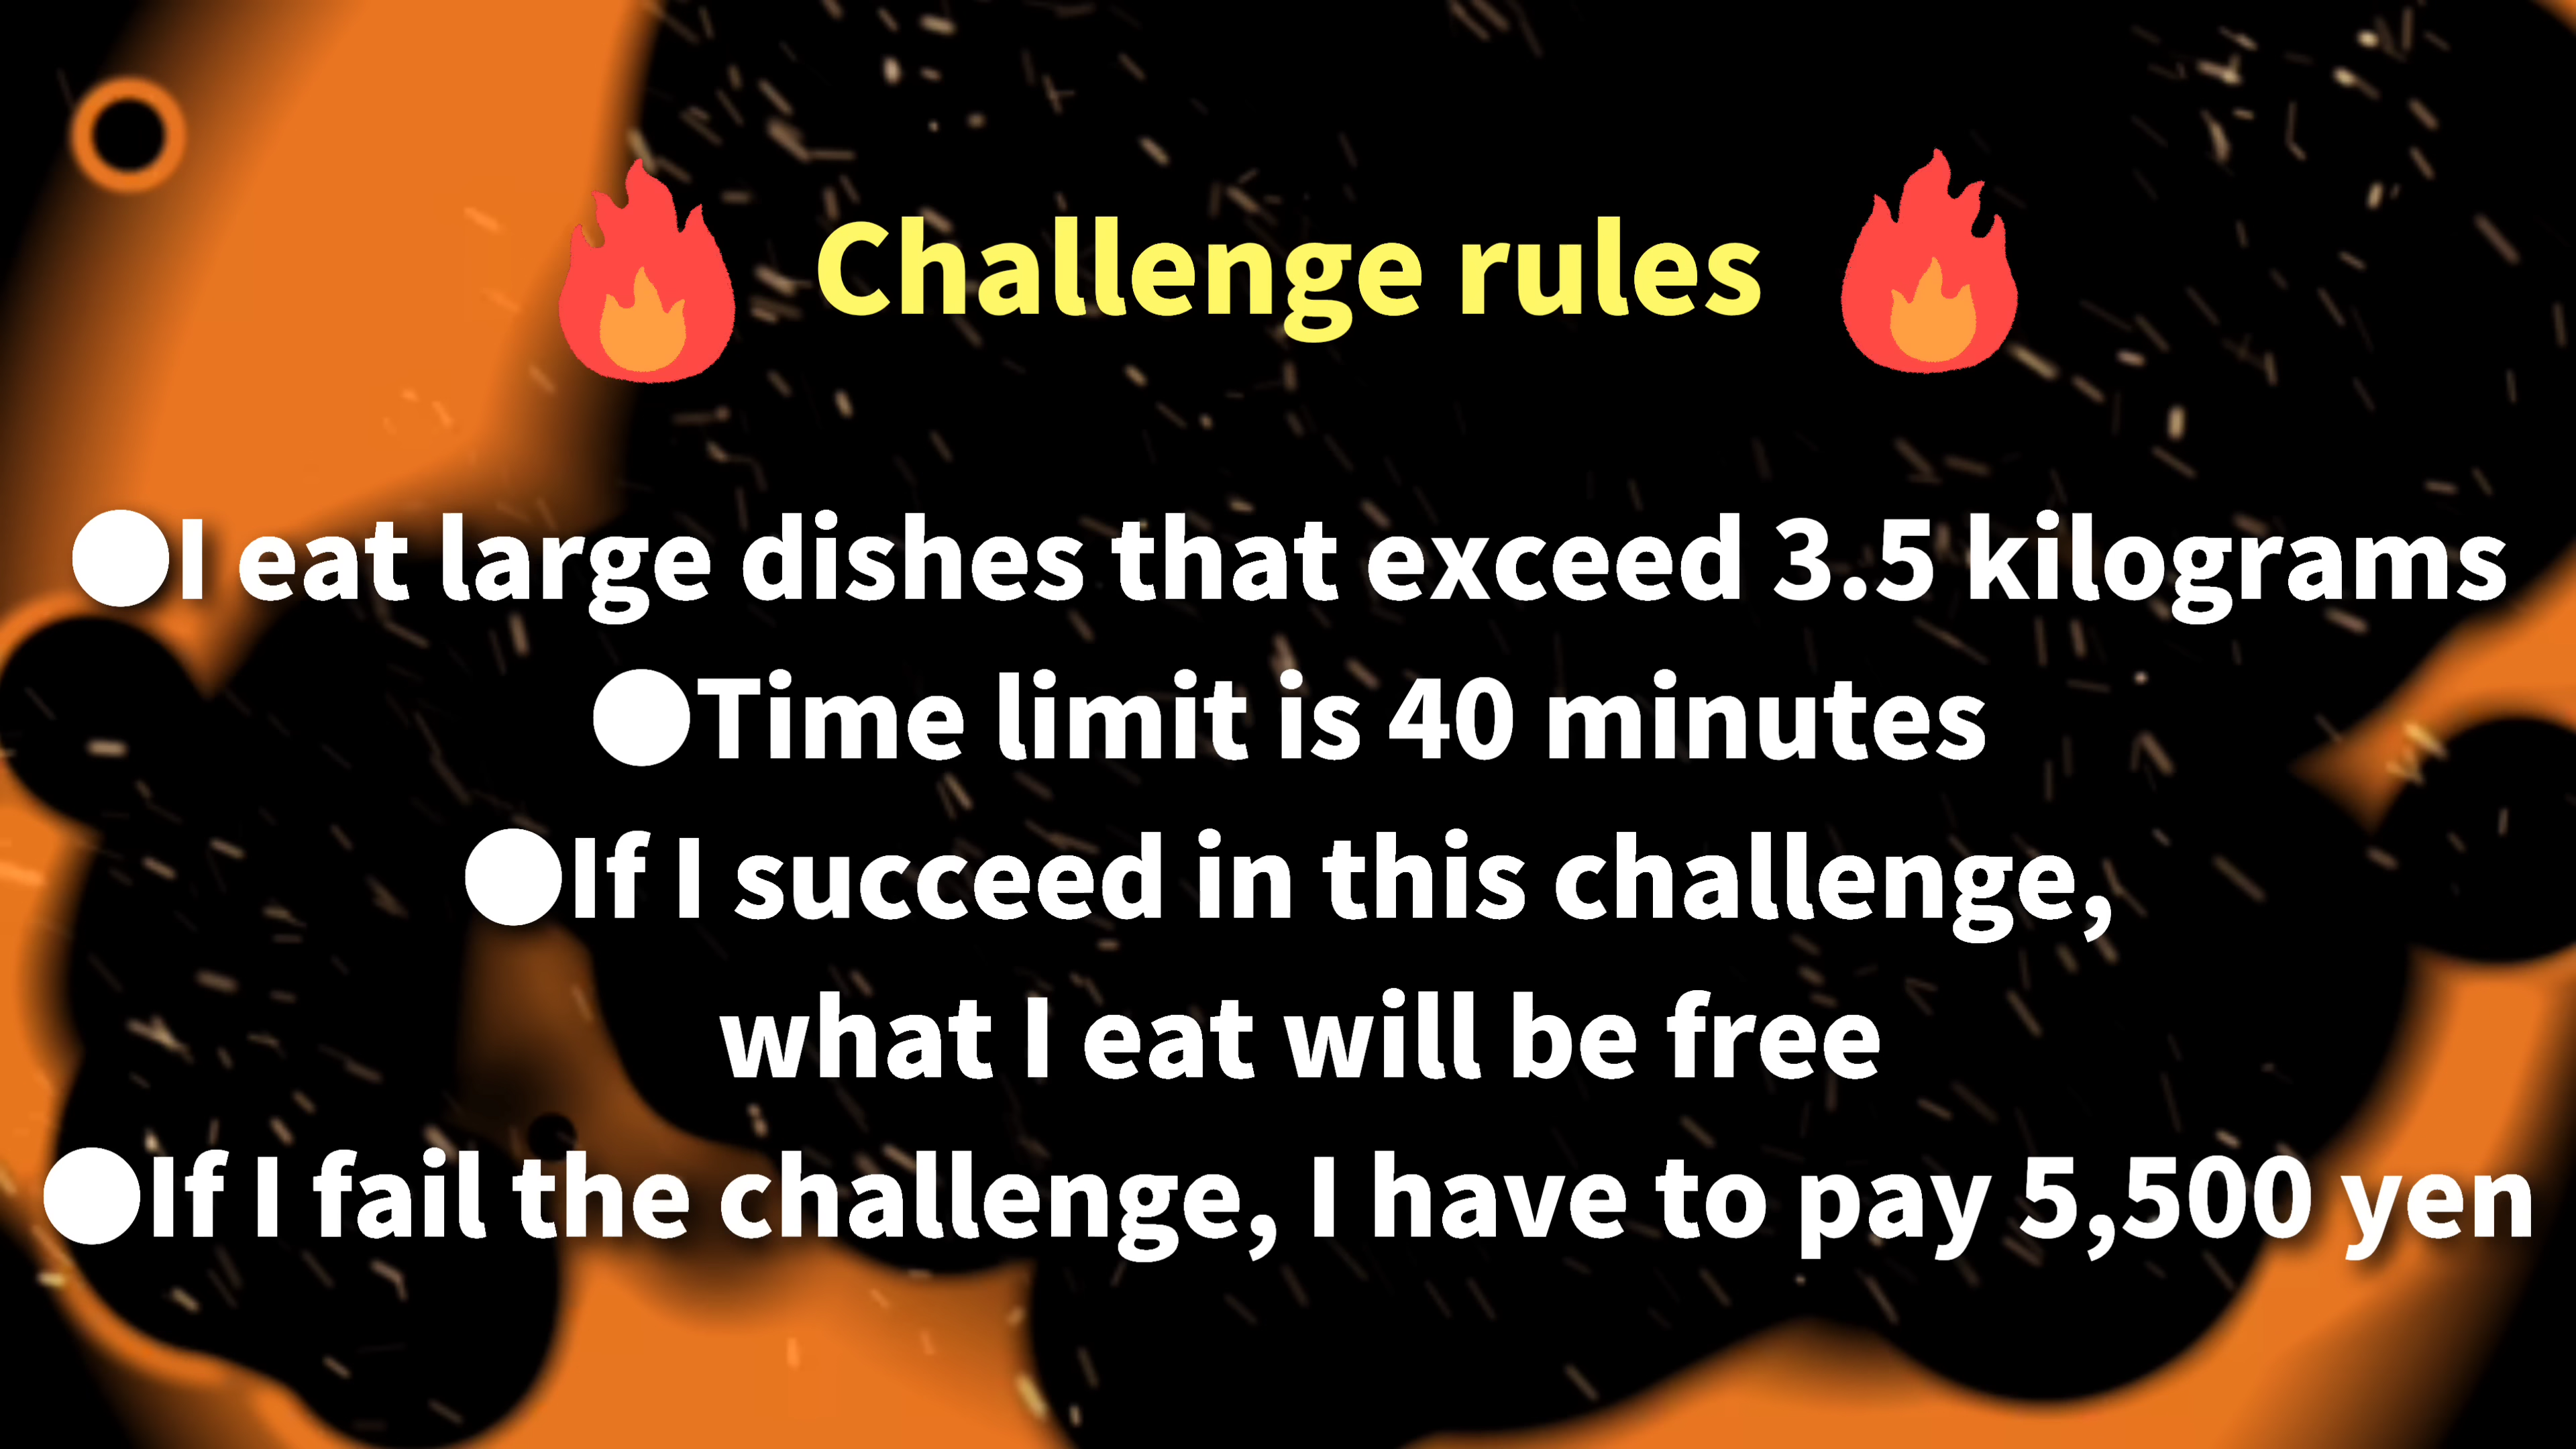 Challenge rules
●I eat large dishes that exceed 3.5 kilograms
●Time limit is 40 minutes
●If I succeed in this challenge,
what I eat will be free
●If I fail the challenge, I have to pay 5,500 yen